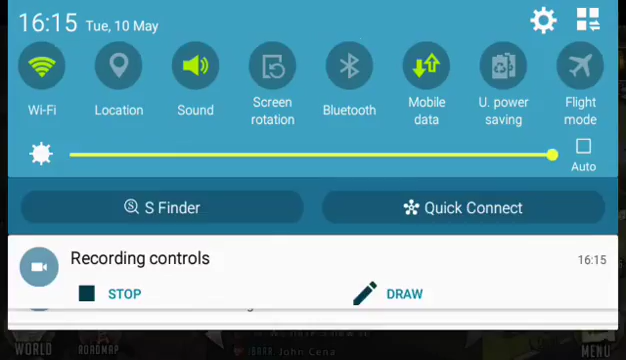 16:15 Tue, 10 May
Wi-Fi
Location
Sound
Screen rotation
Bluetooth
Mobile data
U. power saving
Flight mode
Auto
S Finder
Quick Connect
Recording controls
16:15
STOP
DRAW
WORLD
ROADMAP
John Cena
MENU